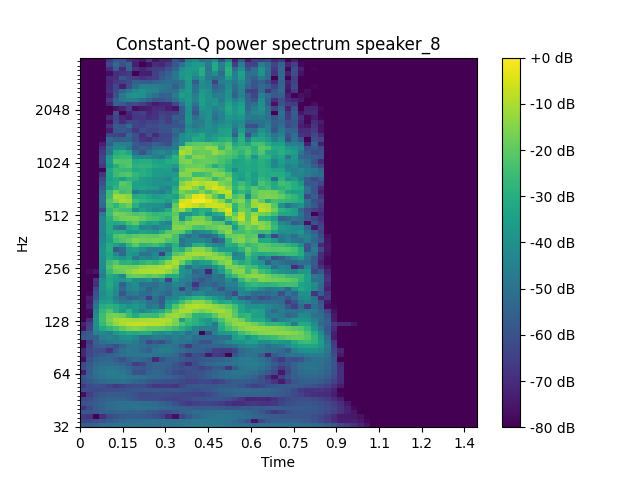 Constant-Q power spectrum speaker_8
Hz
2048
1024
512
256
128
64
32
0 0.15 0.3 0.45 0.6 0.75 0.9 1.1 1.2 1.4
Time
+0 dB
-10 dB
-20 dB
-30 dB
-40 dB
-50 dB
-60 dB
-70 dB
-80 dB